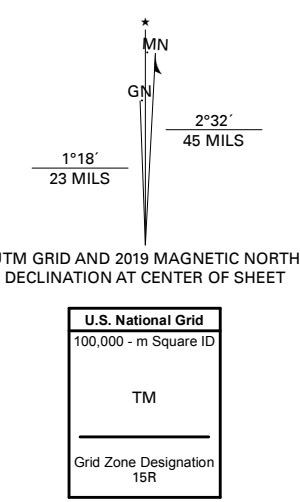 MN
GN
2°32´
45 MILS
1°18´
23 MILS
UTM GRID AND 2019 MAGNETIC NORTH
DECLINATION AT CENTER OF SHEET
U.S. National Grid
100,000 - m Square ID
TM
Grid Zone Designation
15R